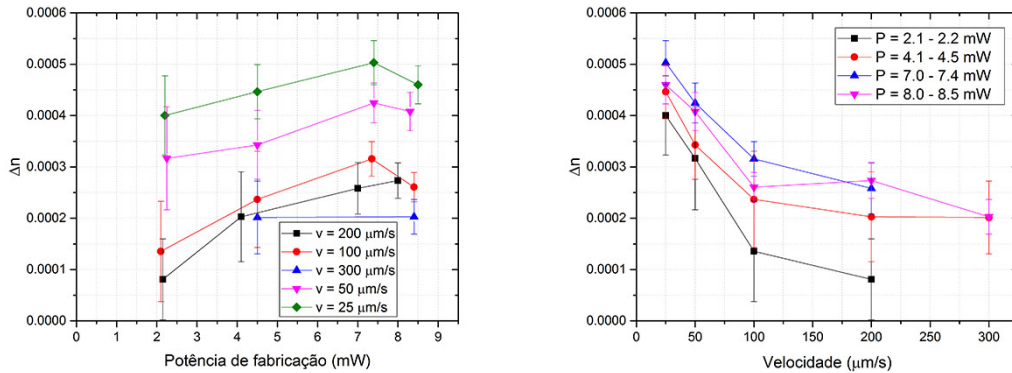 0.0006
0.0005
0.0004
0.0003
0.0002
0.0001
0.0000
Δn
v = 200 μm/s
v = 100 μm/s
v = 300 μm/s
v = 50 μm/s
v = 25 μm/s
0 1 2 3 4 5 6 7 8 9
Potência de fabricação (mW)
0.0006
0.0005
0.0004
0.0003
0.0002
0.0001
0.0000
Δn
P = 2.1 - 2.2 mW
P = 4.1 - 4.5 mW
P = 7.0 - 7.4 mW
P = 8.0 - 8.5 mW
0 50 100 150 200 250 300
Velocidade (μm/s)